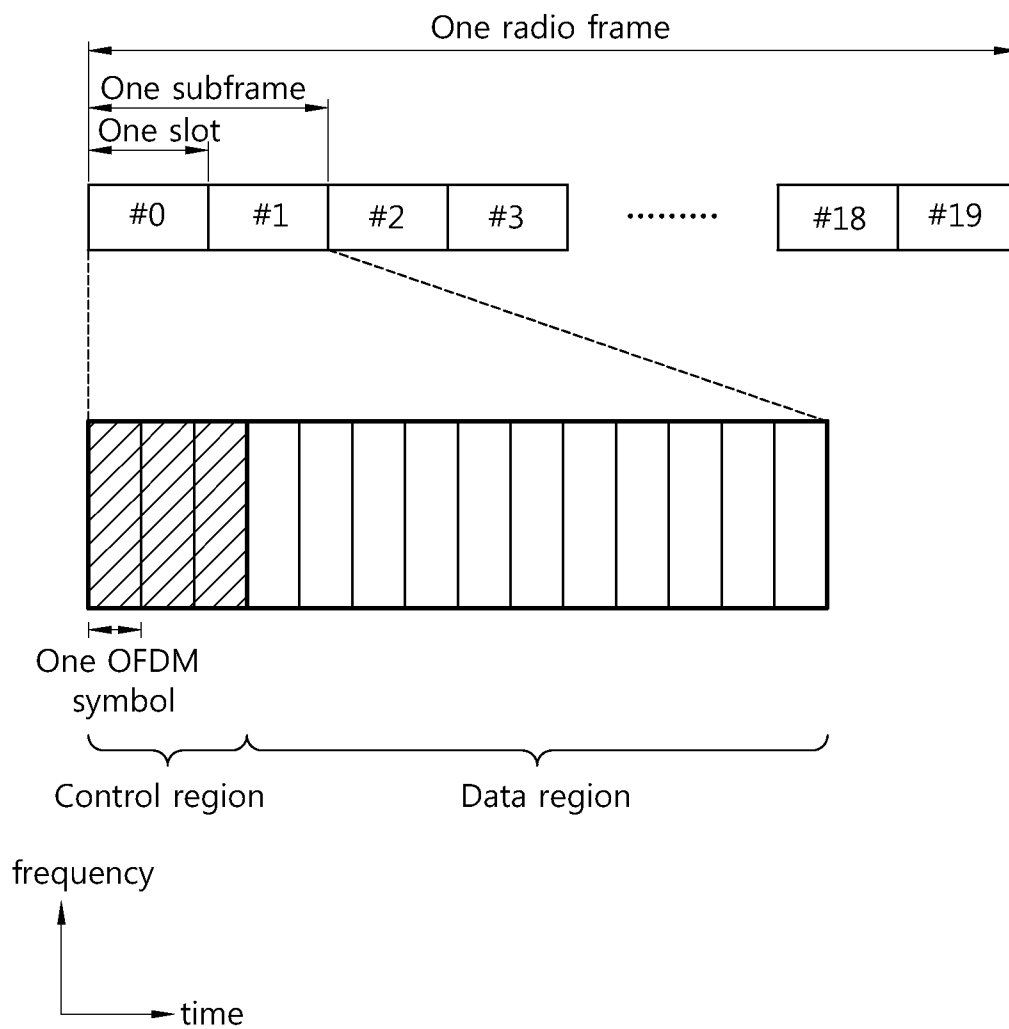 One radio frame
One subframe
One slot
#0 #1 #2 #3 ......... #18 #19
One OFDM
symbol
Control region Data region
frequency
time